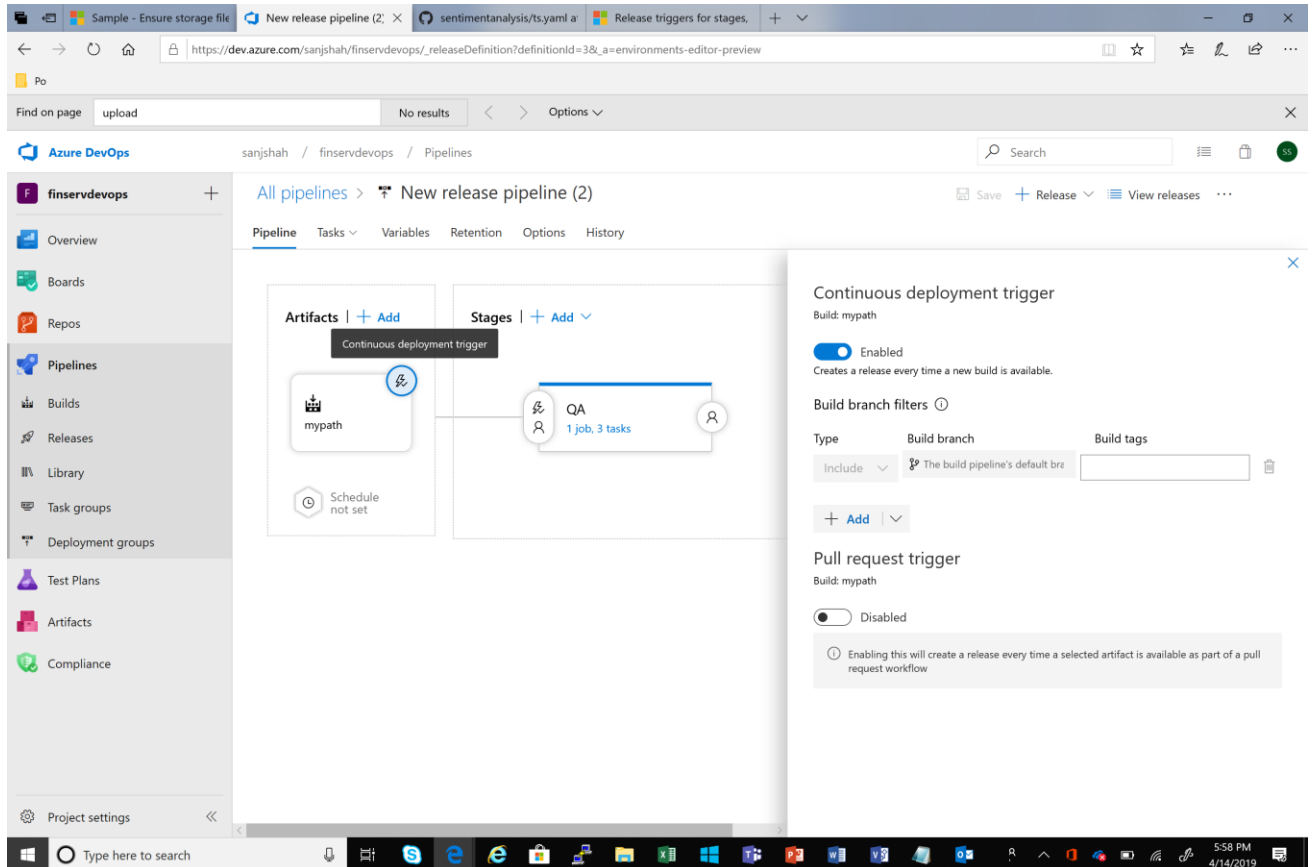 Sample - Ensure storage file
New release pipeline (2)
sentimentanalysis/ts.yaml a
Release triggers for stages,
https://dev.azure.com/sanjshah/finservdevops/_releaseDefinition?definitionId=3&_a=environments-editor-preview
Po
Find on page upload No results Options
Azure DevOps sanjshah / finservdevops / Pipelines Search SS
F finservdevops
All pipelines > New release pipeline (2) Save Release View releases ...
Pipeline Tasks Variables Retention Options History
Overview
Boards
Repos
Pipelines
Builds
Releases
Library
Task groups
Deployment groups
Test Plans
Artifacts
Compliance
Project settings
Artifacts | + Add
Stages | + Add
Continuous deployment trigger
mypath
QA
1 job, 3 tasks
Schedule
not set
Continuous deployment trigger
Build: mypath
Enabled
Creates a release every time a new build is available.
Build branch filters
Type Build branch Build tags
Include The build pipeline's default bra
+ Add
Pull request trigger
Build: mypath
Disabled
Enabling this will create a release every time a selected artifact is available as part of a pull
request workflow
Type here to search
5:58 PM
4/14/2019